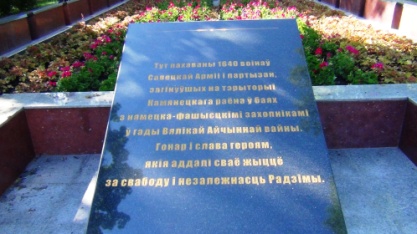 Тут пахаваны 1840 воінаў
Савецкай Арміі і партызан,
загінуўшых на тэрыторыі
Камянецкага раёна ў баях
з нямецка-фашысцкімі захопнікамі
ў гады Вялікай Айчыннай вайны.
Гонар і слава героям,
якія аддалі сваё жыццё
за свабоду і незалежнасць Радзімы.